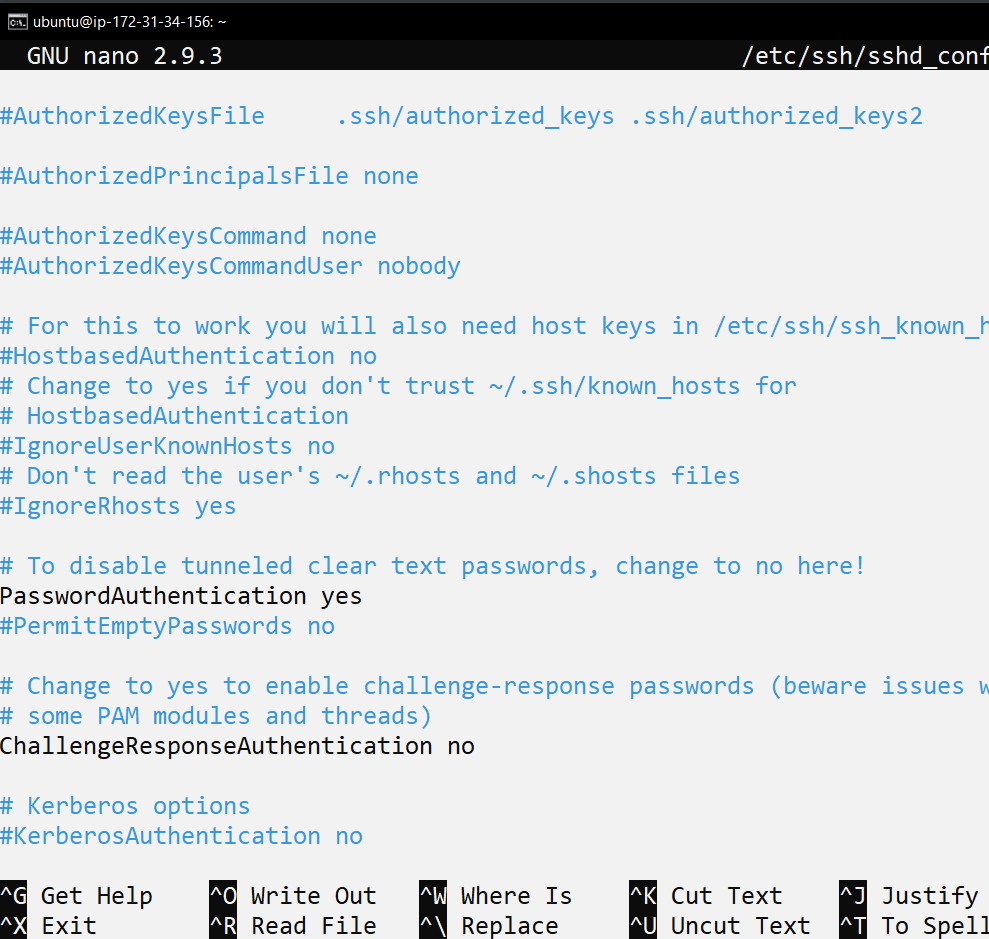 ubuntu@ip-172-31-34-156: ~
GNU nano 2.9.3 /etc/ssh/sshd_conf
#AuthorizedKeysFile .ssh/authorized_keys .ssh/authorized_keys2
#AuthorizedPrincipalsFile none
#AuthorizedKeysCommand none
#AuthorizedKeysCommandUser nobody
# For this to work you will also need host keys in /etc/ssh/ssh_known_h
#HostbasedAuthentication no
# Change to yes if you don't trust ~/.ssh/known_hosts for
# HostbasedAuthentication
#IgnoreUserKnownHosts no
# Don't read the user's ~/.rhosts and ~/.shosts files
#IgnoreRhosts yes
# To disable tunneled clear text passwords, change to no here!
PasswordAuthentication yes
#PermitEmptyPasswords no
# Change to yes to enable challenge-response passwords (beware issues w
# some PAM modules and threads)
ChallengeResponseAuthentication no
# Kerberos options
#KerberosAuthentication no
^G Get Help ^O Write Out ^W Where Is ^K Cut Text ^J Justify
^X Exit ^R Read File ^\ Replace ^U Uncut Text ^T To Spell